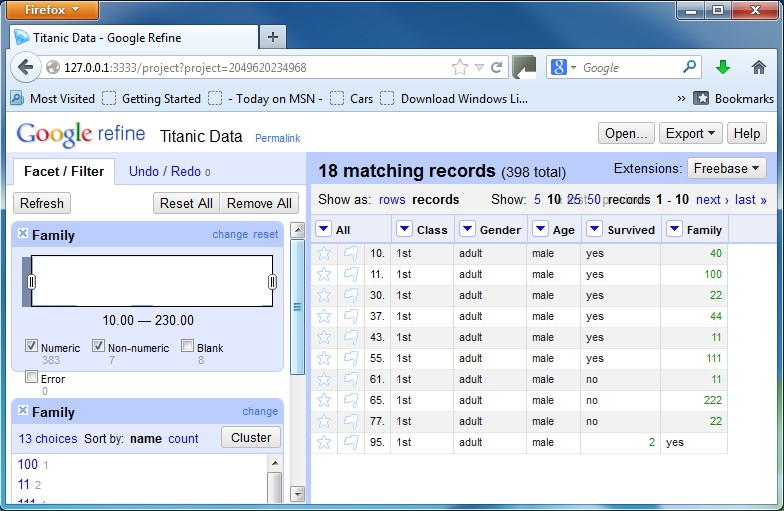 Firefox
Titanic Data - Google Refine
127.0.0.1:3333/project?project=2049620234968
Google
Most Visited Getting Started - Today on MSN - Cars Download Windows Li... » Bookmarks
Google refine Titanic Data Permalink Open... Export Help
Facet / Filter Undo / Redo 0
Refresh Reset All Remove All
Family change reset
10.00 — 230.00
Numeric Non-numeric Blank
383 7 8
Error
0
Family change
13 choices Sort by: name count Cluster
100 1
11 2
111 1
18 matching records (398 total) Extensions: Freebase
Show as: rows records Show: 5 10 25 50 records 1 - 10 next › last »
All Class Gender Age Survived Family
10. 1st adult male yes 40
11. 1st adult male yes 100
30. 1st adult male yes 22
37. 1st adult male yes 44
43. 1st adult male yes 11
55. 1st adult male yes 111
61. 1st adult male no 11
65. 1st adult male no 222
77. 1st adult male no 22
95. 1st adult male 2 yes